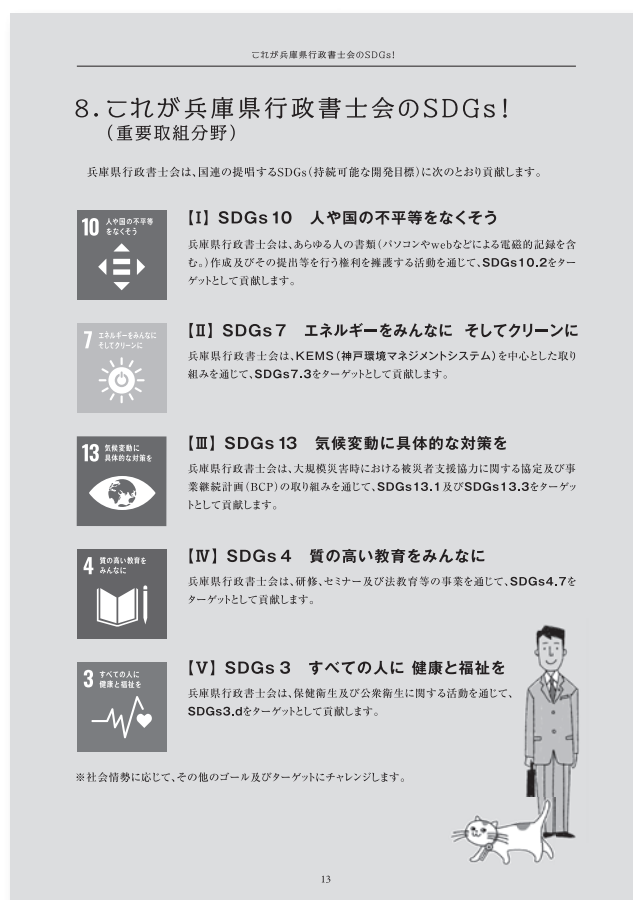 これが兵庫県行政書士会のSDGs!
8.これが兵庫県行政書士会のSDGs!
(重要取組分野)
兵庫県行政書士会は、国連の提唱するSDGs(持続可能な開発目標)に次のとおり貢献します。
10 人や国の不平等
をなくそう
【Ⅰ】SDGs10 人や国の不平等をなくそう
兵庫県行政書士会は、あらゆる人の書類(パソコンやwebなどによる電磁的記録を含
む。)作成及びその提出等を行う権利を擁護する活動を通じて、SDGs10.2をター
ゲットとして貢献します。
7 エネルギーをみんなに
そしてクリーンに
【Ⅱ】SDGs7 エネルギーをみんなに そしてクリーンに
兵庫県行政書士会は、KEMS(神戸環境マネジメントシステム)を中心とした取り
組みを通じて、SDGs7.3をターゲットとして貢献します。
13 気候変動に
具体的な対策を
【Ⅲ】SDGs13 気候変動に具体的な対策を
兵庫県行政書士会は、大規模災害時における被災者支援協力に関する協定及び事
業継続計画(BCP)の取り組みを通じて、SDGs13.1及びSDGs13.3をターゲッ
トとして貢献します。
4 質の高い教育を
みんなに
【Ⅳ】SDGs4 質の高い教育をみんなに
兵庫県行政書士会は、研修、セミナー及び法教育等の事業を通じて、SDGs4.7を
ターゲットとして貢献します。
3 すべての人に
健康と福祉を
【Ⅴ】SDGs3 すべての人に 健康と福祉を
兵庫県行政書士会は、保健衛生及び公衆衛生に関する活動を通じて、
SDGs3.dをターゲットとして貢献します。
※社会情勢に応じて、その他のゴール及びターゲットにチャレンジします。
13